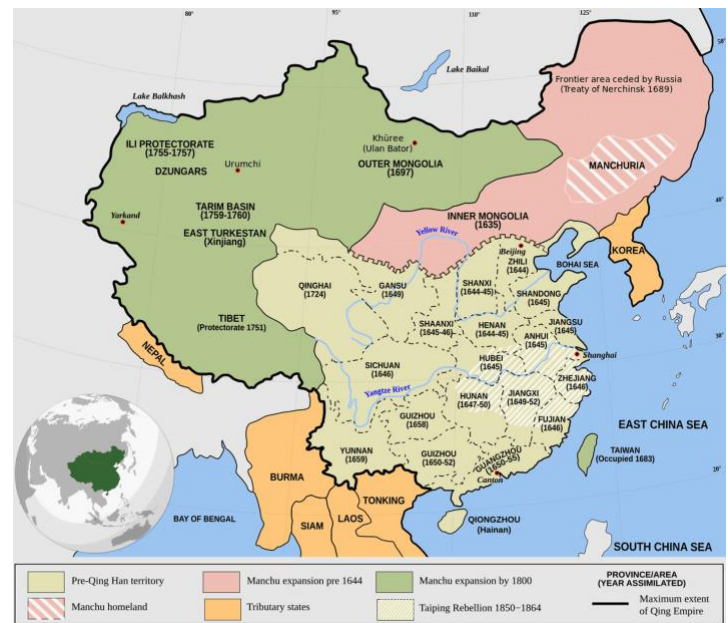 80°
95°
110°
125°
50°
Lake Baikal
Frontier area ceded by Russia
(Treaty of Nerchinsk 1689)
Lake Balkhash
ILI PROTECTORATE
(1755-1757)
DZUNGARS
Urumchi
Khüree
(Ulan Bator)
OUTER MONGOLIA
(1697)
MANCHURIA
40°
TARIM BASIN
(1759-1760)
EAST TURKESTAN
(Xinjiang)
Yarkand
INNER MONGOLIA
(1635)
Yellow River
Beijing
ZHILI
(1644)
BOHAI SEA
KOREA
QINGHAI
(1724)
GANSU
(1649)
SHANXI
(1644-45)
SHANDONG
(1645)
TIBET
(Protectorate 1751)
SHAANXI
(1645-46)
HENAN
(1644-45)
JIANGSU
(1645)
ANHUI
(1645)
30°
NEPAL
SICHUAN
(1646)
HUBEI
(1645)
Shanghai
ZHEJIANG
(1646)
Yangtze River
HUNAN
(1647-50)
JIANGXI
(1649-52)
GUIZHOU
(1658)
FUJIAN
(1646)
EAST CHINA SEA
YUNNAN
(1659)
GUIZHOU
(1650-52)
GUANGZHOU
(1650-55)
Canton
TAIWAN
(Occupied 1683)
BURMA
TONKING
LAOS
SIAM
BAY OF BENGAL
QIONGZHOU
(Hainan)
SOUTH CHINA SEA
Pre-Qing Han territory
Manchu expansion pre 1644
Manchu expansion by 1800
PROVINCE/AREA
(YEAR ASSIMILATED)
Manchu homeland
Tributary states
Taiping Rebellion 1850~1864
Maximum extent
of Qing Empire